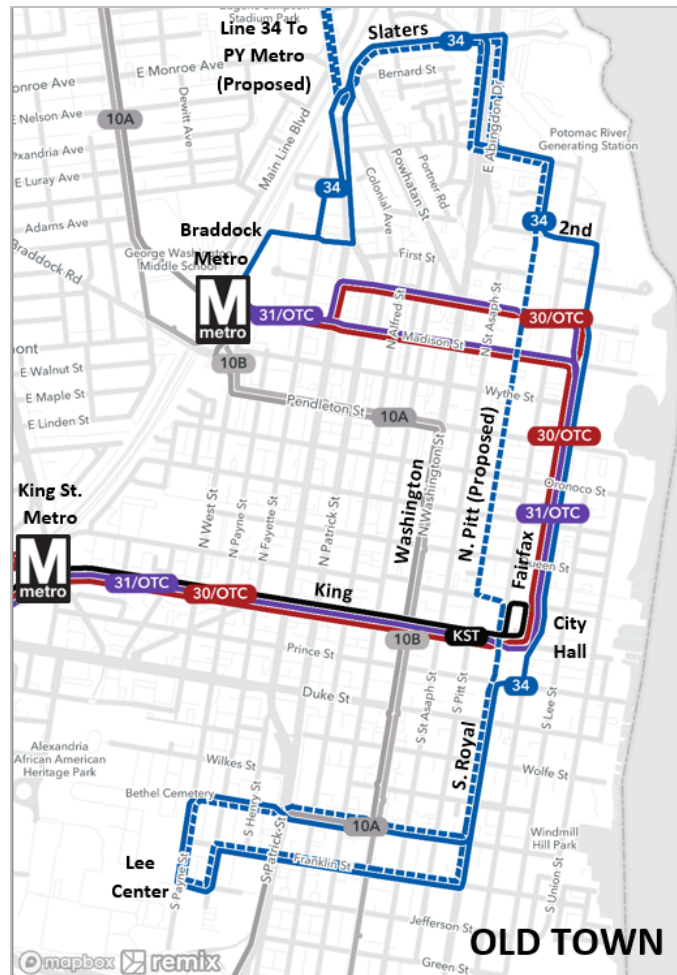 Eugene Simpson
Stadium Park
Line 34 To
PY Metro
(Proposed)
Slaters
34
E Monroe Ave
Monroe Ave
Bernard St
Dewitt Ave
E Nelson Ave
10A
E Abingdon Dr
Potomac River
Generating Station
Main Line Blvd
E Luray Ave
Powhatan St
Portner Rd
34
Colonial Ave
34
2nd
Adams Ave
Braddock Rd
Braddock
Metro
George Washington
Middle School
First St
M
metro
31/OTC
N Alfred St
Madison St
N St Asaph St
30/OTC
10B
E Walnut St
E Maple St
E Linden St
Pendleton St
10A
Wythe St
30/OTC
N Washington St
Washington
N. Pitt (Proposed)
Oronoco St
31/OTC
King St.
Metro
N West St
N Payne St
N Fayette St
N Patrick St
Fairfax
Queen St
M
metro
31/OTC
30/OTC
King
KST
City
Hall
10B
Prince St
Duke St
S St Asaph St
S Pitt St
34
S Lee St
S. Royal
Alexandria
African American
Heritage Park
Wilkes St
Wolfe St
Bethel Cemetery
S Henry St
S Patrick St
10A
Windmill
Hill Park
Lee
Center
S Payne St
Franklin St
S Union St
Jefferson St
OLD TOWN
Green St
mapbox
remix